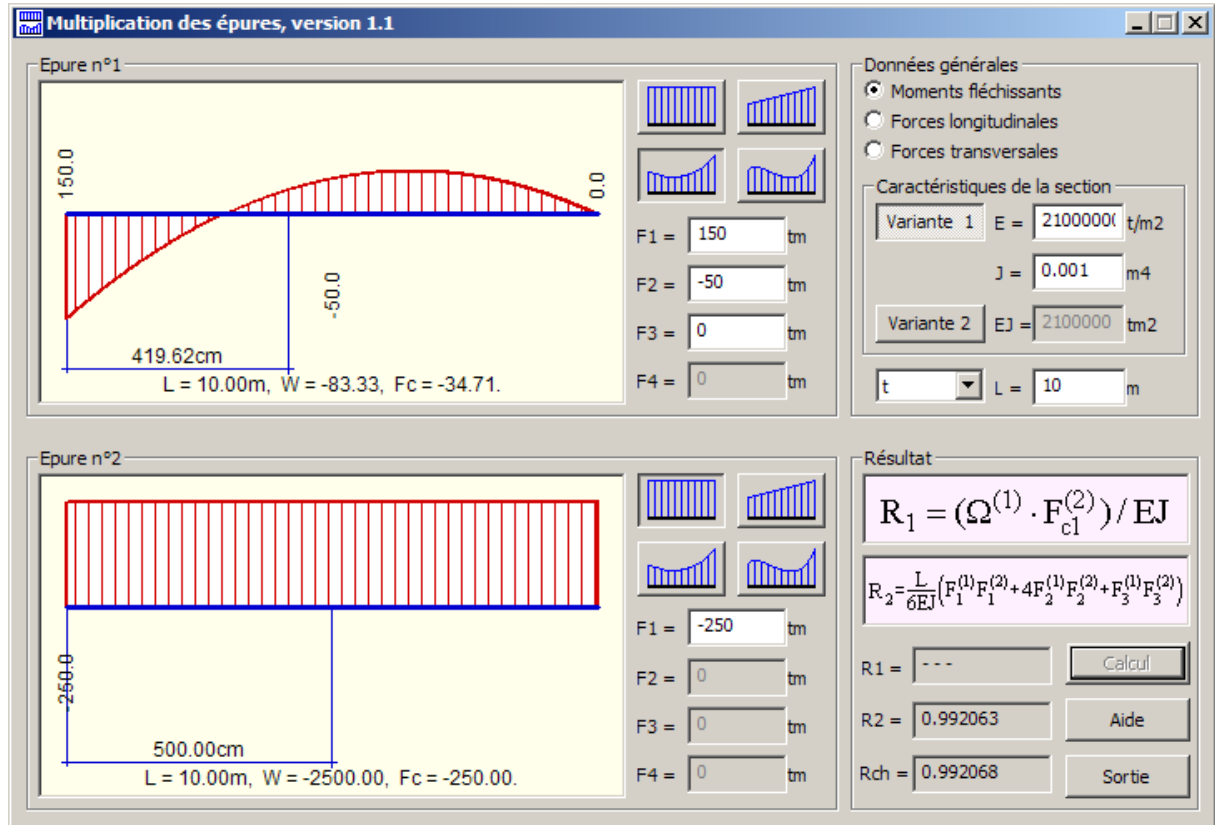 Multiplication des épures, version 1.1
Epure n°1
150.0
0.0
-50.0
419.62cm
L = 10.00m, W = -83.33, Fc = -34.71.
F1 = 150 tm
F2 = -50 tm
F3 = 0 tm
F4 = 0 tm
Données générales
Moments fléchissants
Forces longitudinales
Forces transversales
Caractéristiques de la section
Variante 1 E = 21000000 t/m2
J = 0.001 m4
Variante 2 EJ = 2100000 tm2
t L = 10 m
Epure n°2
-250.0
500.00cm
L = 10.00m, W = -2500.00, Fc = -250.00.
F1 = -250 tm
F2 = 0 tm
F3 = 0 tm
F4 = 0 tm
Résultat
R₁ = (Ω⁽¹⁾ · F_c1⁽²⁾) / EJ
R₂ = L/6EJ (F₁⁽¹⁾F₁⁽²⁾+4F₂⁽¹⁾F₂⁽²⁾+F₃⁽¹⁾F₃⁽²⁾)
R1 = - - - Calcul
R2 = 0.992063 Aide
Rch = 0.992068 Sortie